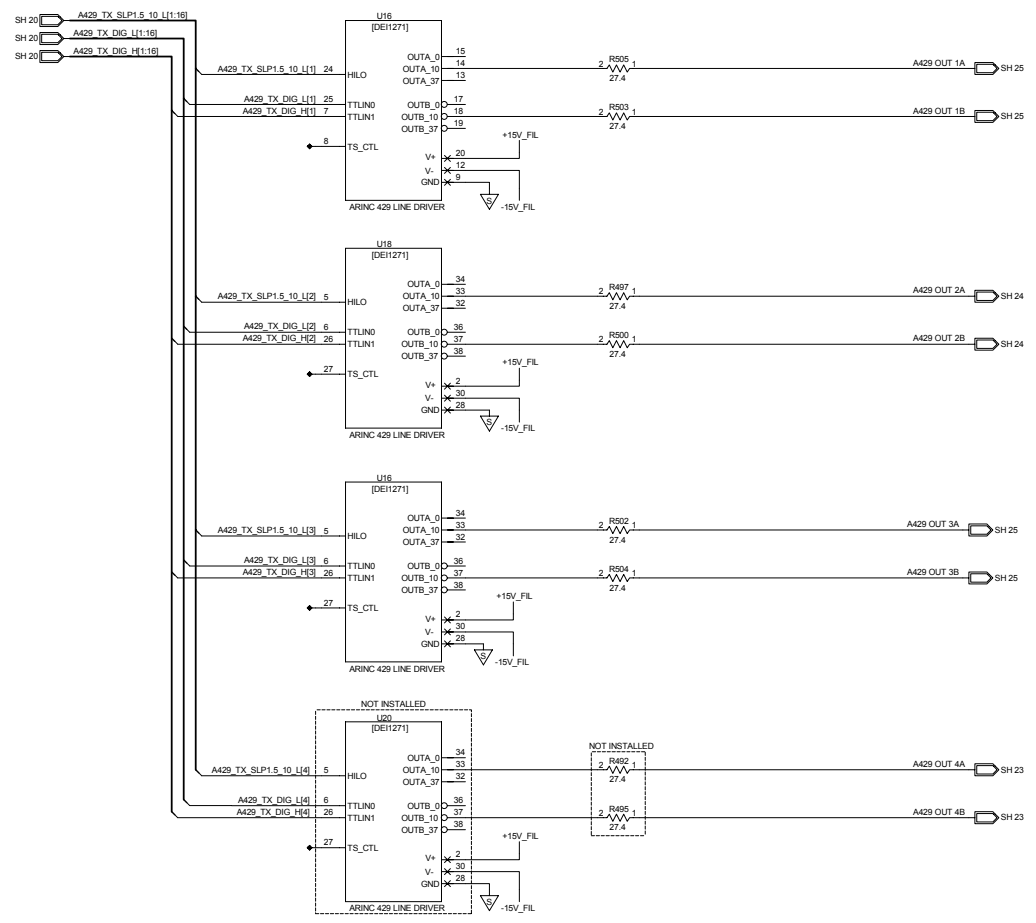 SH 20 A429_TX_SLP1.5_10_L[1:16]
SH 20 A429_TX_DIG_L[1:16]
SH 20 A429_TX_DIG_H[1:16]
U16
[DEI1271]
OUTA_0 15
A429_TX_SLP1.5_10_L[1] 24 HILO OUTA_10 14 2 R505 1 A429 OUT 1A SH 25
OUTA_37 13 27.4
A429_TX_DIG_L[1] 25 TTLIN0 OUTB_0 17
A429_TX_DIG_H[1] 7 TTLIN1 OUTB_10 18 2 R503 1 A429 OUT 1B SH 25
OUTB_37 19 27.4
+15V_FIL
8 TS_CTL
V+ 20
V- 12
GND 9
S
-15V_FIL
ARINC 429 LINE DRIVER
U18
[DEI1271]
OUTA_0 34
A429_TX_SLP1.5_10_L[2] 5 HILO OUTA_10 33 2 R497 1 A429 OUT 2A SH 24
OUTA_37 32 27.4
A429_TX_DIG_L[2] 6 TTLIN0 OUTB_0 36
A429_TX_DIG_H[2] 26 TTLIN1 OUTB_10 37 2 R500 1 A429 OUT 2B SH 24
OUTB_37 38 27.4
+15V_FIL
27 TS_CTL
V+ 2
V- 30
GND 28
S
-15V_FIL
ARINC 429 LINE DRIVER
U16
[DEI1271]
OUTA_0 34
A429_TX_SLP1.5_10_L[3] 5 HILO OUTA_10 33 2 R502 1 A429 OUT 3A SH 25
OUTA_37 32 27.4
A429_TX_DIG_L[3] 6 TTLIN0 OUTB_0 36
A429_TX_DIG_H[3] 26 TTLIN1 OUTB_10 37 2 R504 1 A429 OUT 3B SH 25
OUTB_37 38 27.4
+15V_FIL
27 TS_CTL
V+ 2
V- 30
GND 28
S
-15V_FIL
ARINC 429 LINE DRIVER
NOT INSTALLED
U20
[DEI1271]
NOT INSTALLED
OUTA_0 34
A429_TX_SLP1.5_10_L[4] 5 HILO OUTA_10 33 2 R492 1 A429 OUT 4A SH 23
OUTA_37 32 27.4
A429_TX_DIG_L[4] 6 TTLIN0 OUTB_0 36
A429_TX_DIG_H[4] 26 TTLIN1 OUTB_10 37 2 R495 1 A429 OUT 4B SH 23
OUTB_37 38 27.4
+15V_FIL
27 TS_CTL
V+ 2
V- 30
GND 28
S
-15V_FIL
ARINC 429 LINE DRIVER